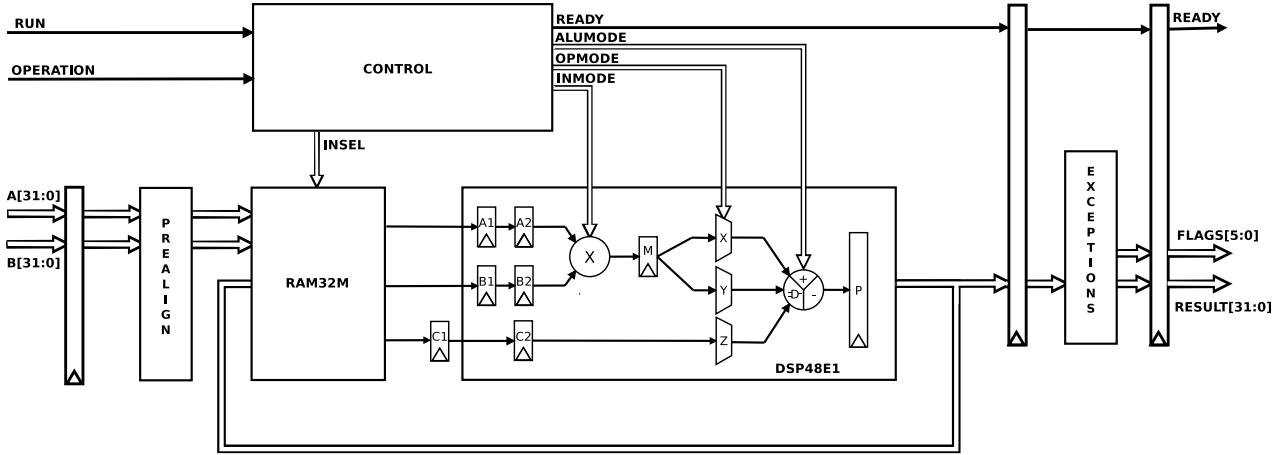 RUN
OPERATION
CONTROL
READY
ALUMODE
OPMODE
INMODE
READY
INSEL
A[31:0]
B[31:0]
PREALIGN
RAM32M
A1
A2
B1
B2
C1
C2
X
M
X
Y
Z
+
D
-
P
DSP48E1
EXCEPTIONS
FLAGS[5:0]
RESULT[31:0]